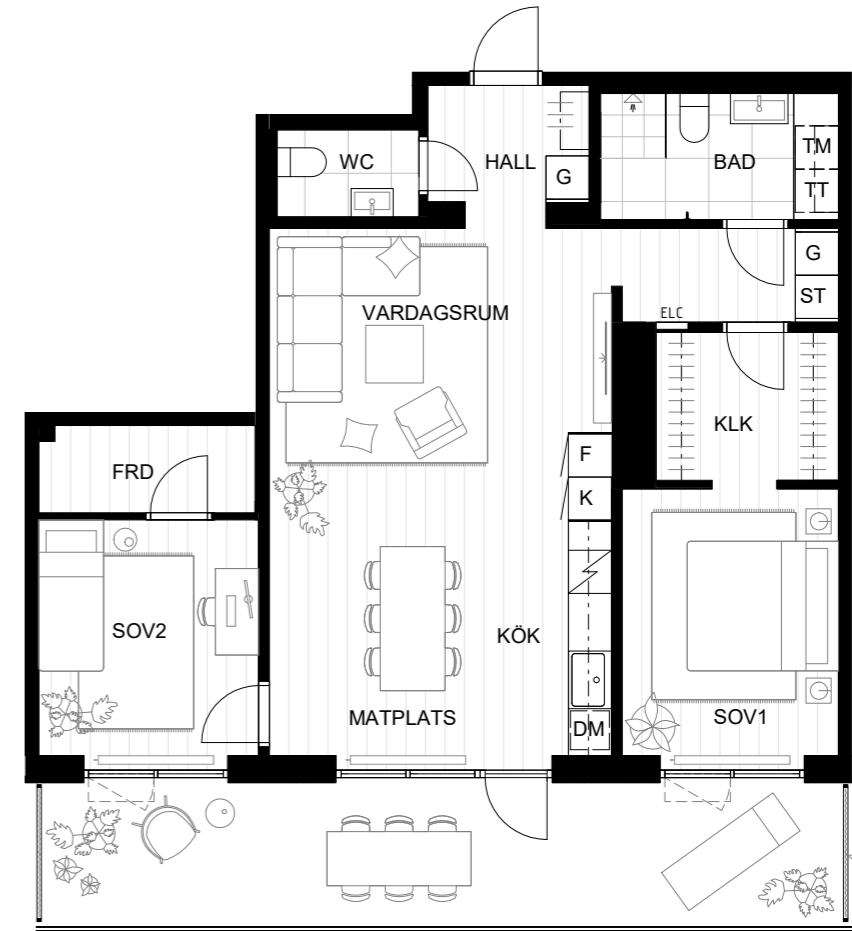 WC
HALL
G
BAD
TM
TT
G
ST
ELC
VARDAGSRUM
KLK
F
K
FRD
SOV2
KÖK
MATPLATS
DM
SOV1